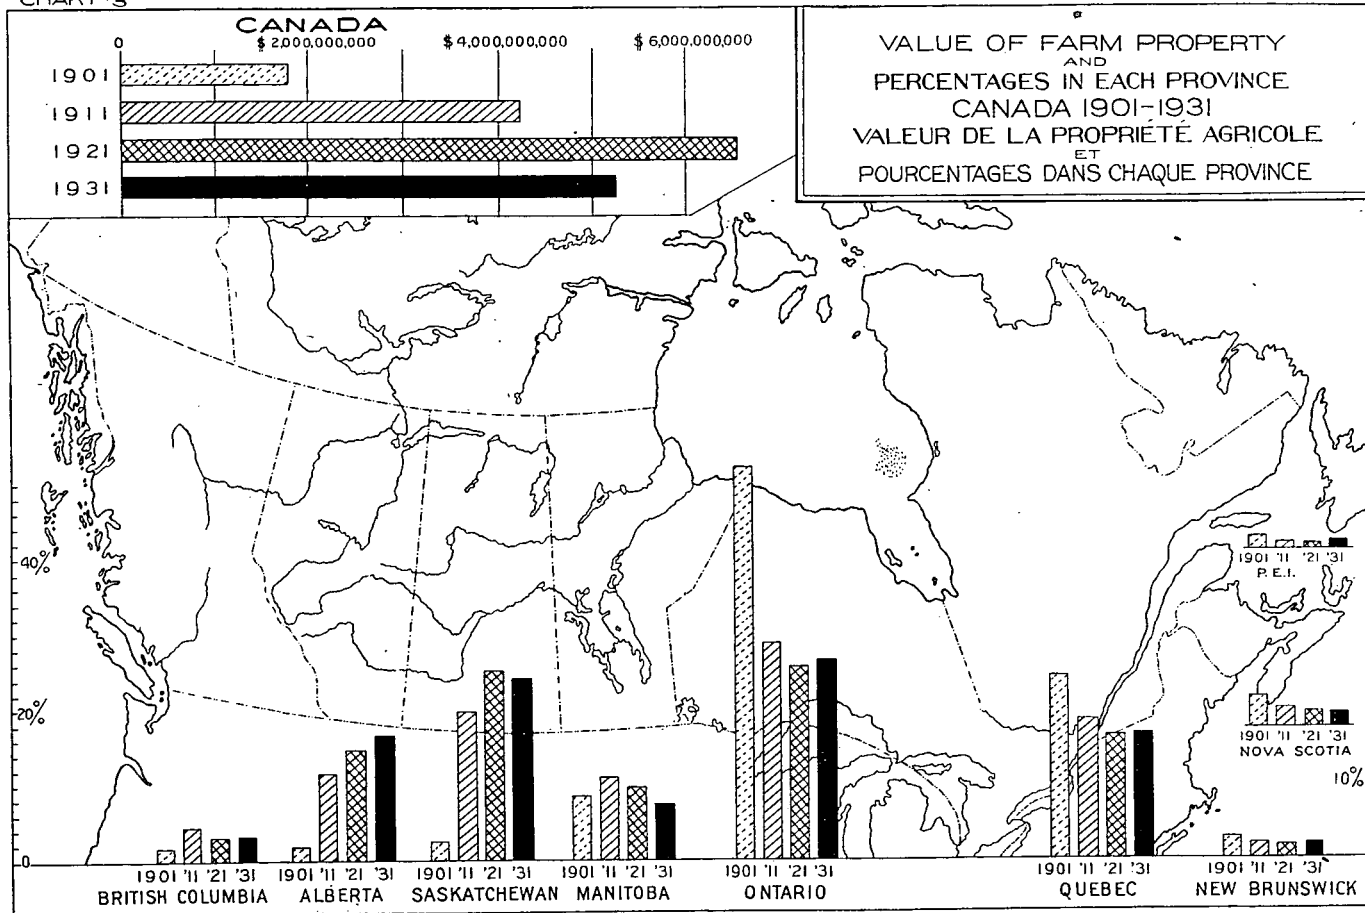 CHART
CANADA
0 $ 2,000,000,000 $ 4,000,000,000 $ 6,000,000,000
1901
1911
1921
1931
VALUE OF FARM PROPERTY
AND
PERCENTAGES IN EACH PROVINCE
CANADA 1901-1931
VALEUR DE LA PROPRIÉTÉ AGRICOLE
ET
POURCENTAGES DANS CHAQUE PROVINCE
40%
20%
0
1901 '11 '21 '31
P.E.I.
1901 '11 '21 '31
NOVA SCOTIA
10%
1901 '11 '21 '31
BRITISH COLUMBIA
1901 '11 '21 '31
ALBERTA
1901 '11 '21 '31
SASKATCHEWAN
1901 '11 '21 '31
MANITOBA
1901 '11 '21 '31
ONTARIO
1901 '11 '21 '31
QUEBEC
1901 '11 '21 '31
NEW BRUNSWICK